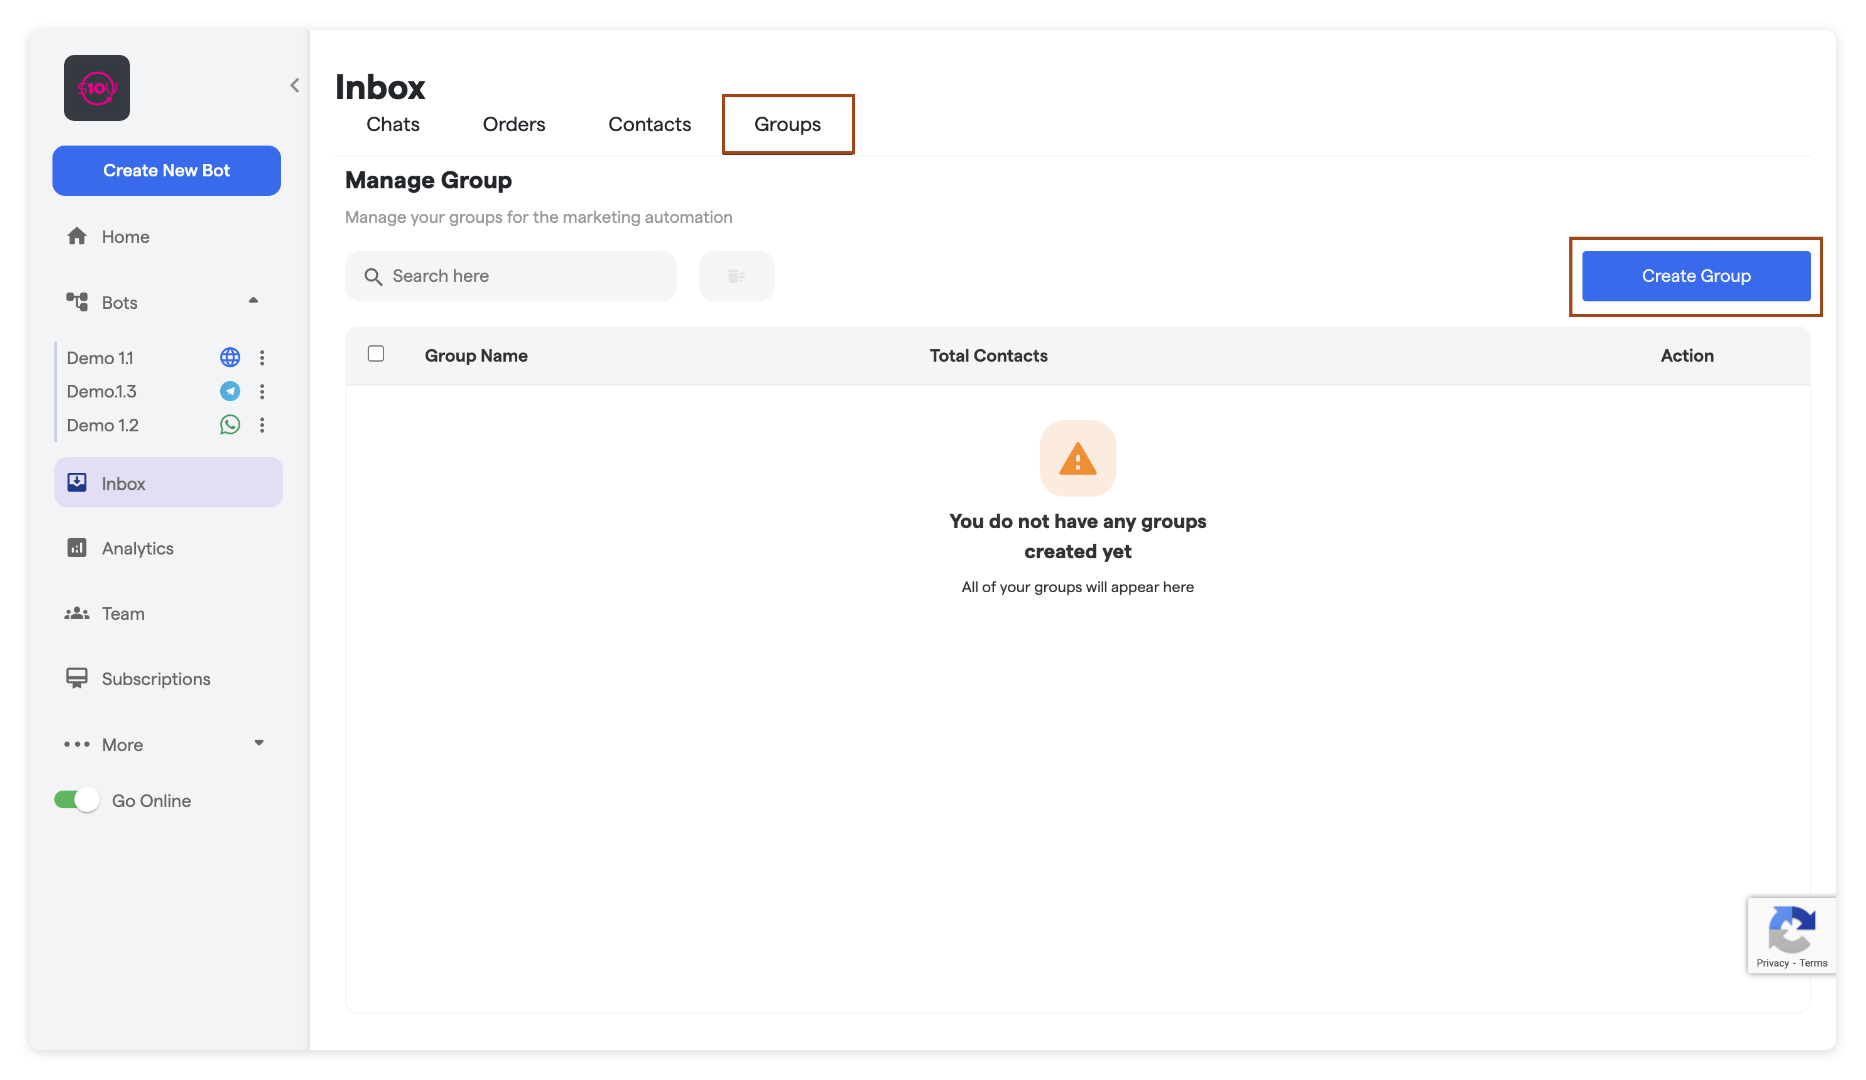 $10U
Create New Bot
Home
Bots
Demo 1.1
Demo.1.3
Demo 1.2
Inbox
Analytics
Team
Subscriptions
More
Go Online
Inbox
Chats Orders Contacts Groups
Manage Group
Manage your groups for the marketing automation
Search here
Create Group
Group Name Total Contacts Action
You do not have any groups
created yet
All of your groups will appear here
Privacy - Terms